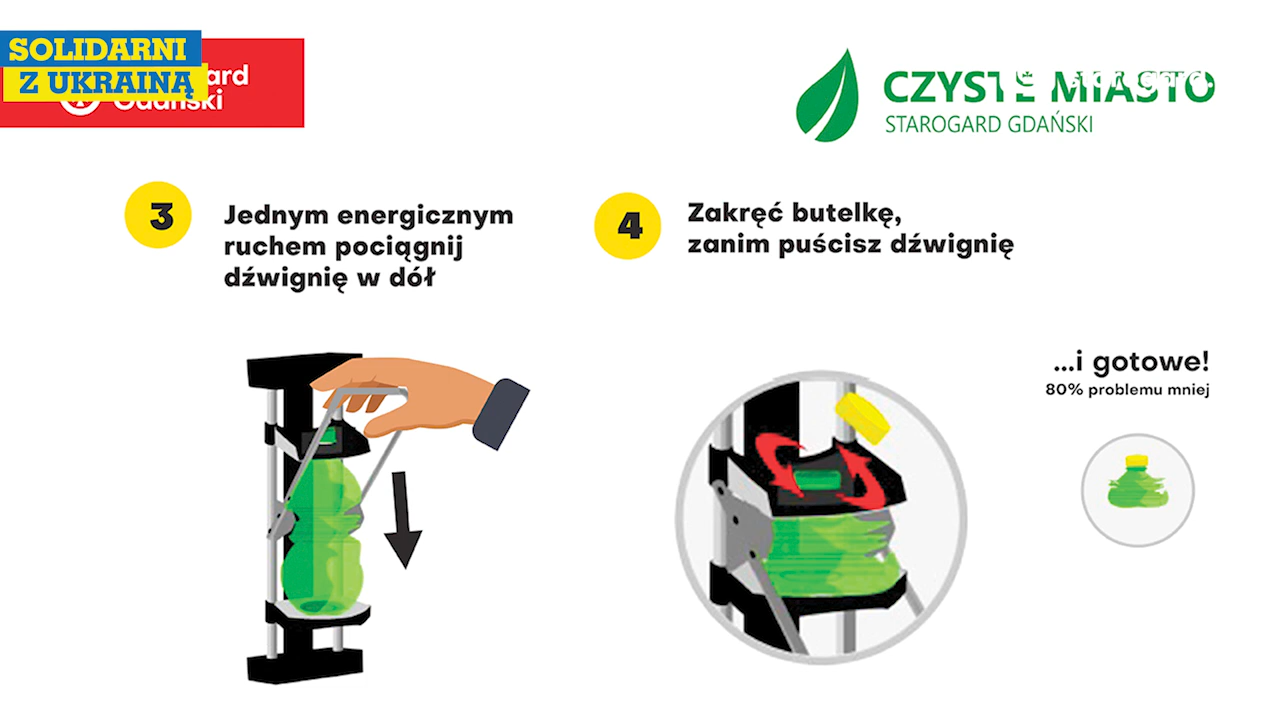 SOLIDARNI
Z UKRAINĄ
Gdański
CZYSTE MIASTO
STAROGARD GDAŃSKI
3
Jednym energicznym
ruchem pociągnij
dźwignię w dół
4
Zakręć butelkę,
zanim puścisz dźwignię
...i gotowe!
80% problemu mniej